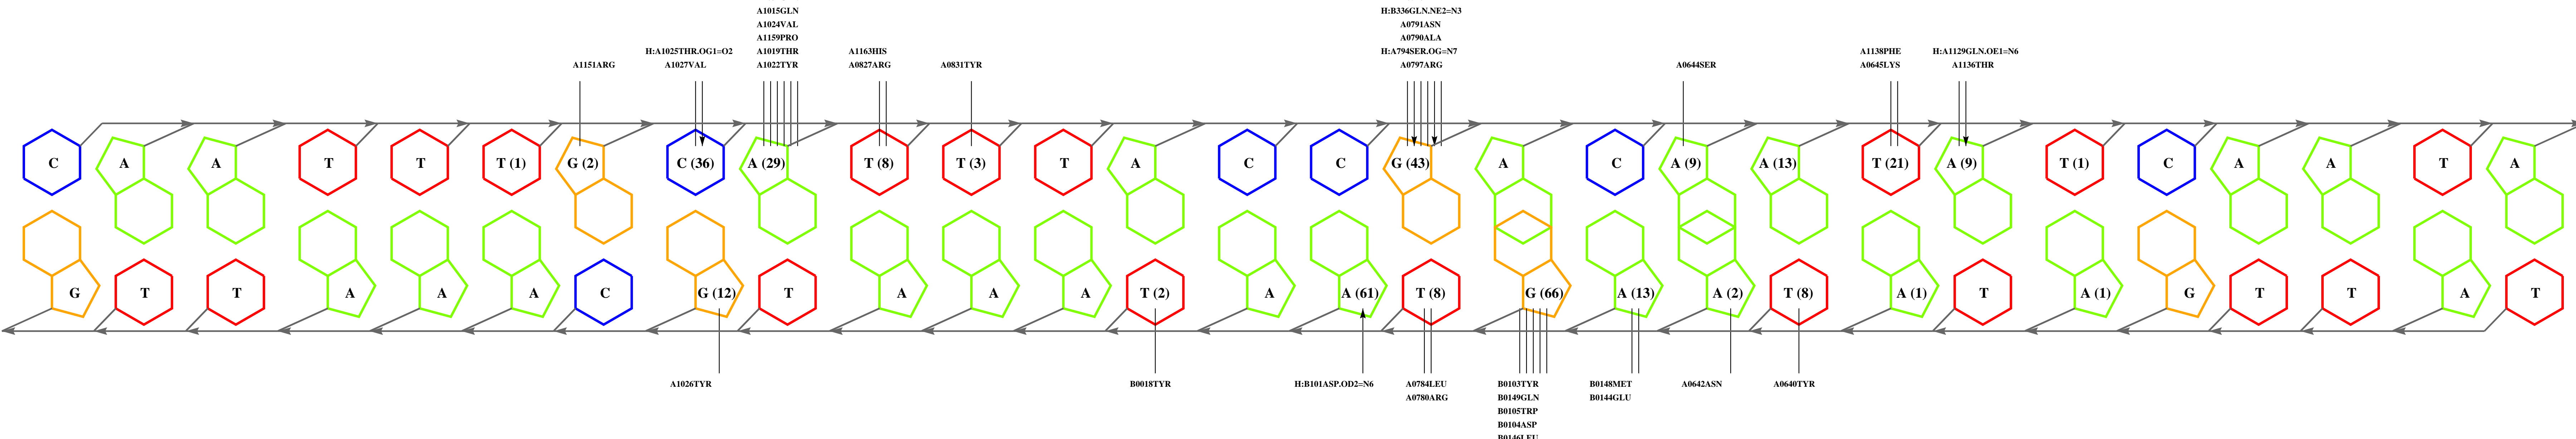 A1015GLN
A1024VAL
A1159PRO
A1019THR
A1022TYR
H:B336GLN.NE2=N3
A0791ASN
A0790ALA
H:A794SER.OG=N7
A0797ARG
H:A1025THR.OG1=O2
A1027VAL
A1163HIS
A0827ARG
A1138PHE
A0645LYS
H:A1129GLN.OE1=N6
A1136THR
A1151ARG
A0831TYR
A0644SER
C A A T T T (1) G (2) C (36) A (29) T (8) T (3) T A C C G (43) A C A (9) A (13) T (21) A (9) T (1) C A A T A
G T T A A A C G (12) T A A A T (2) A A (61) T (8) G (66) A (13) A (2) T (8) A (1) T A (1) G T T A T
A1026TYR
B0018TYR
H:B101ASP.OD2=N6
A0784LEU
A0780ARG
B0103TYR
B0149GLN
B0105TRP
B0104ASP
B0146LEU
B0148MET
B0144GLU
A0642ASN
A0640TYR